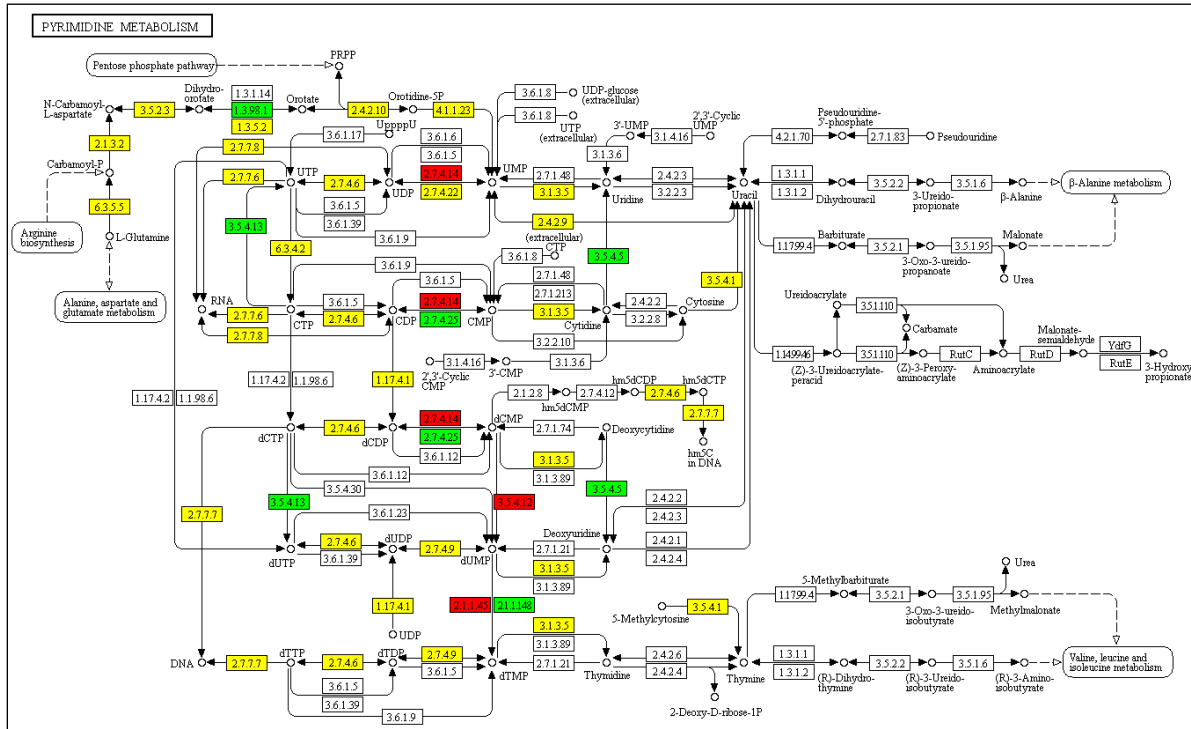 PYRIMIDINE METABOLISM
Pentose phosphate pathway
PRPP
N-Carbamoyl-
L-aspartate
3.5.2.3
Dihydro-
orotate
1.3.1.14
1.3.98.1
1.3.5.2
Orotate
2.4.2.10
Orotidine-5P
4.1.1.23
3.6.1.8
UDP-glucose
(extracellular)
3.6.1.8
UTP
(extracellular)
3'-UMP
3.1.4.16
2',3'-Cyclic
UMP
3.1.3.6
Pseudouridine-
5'-phosphate
4.2.1.70
2.7.1.83
Pseudouridine
2.1.3.2
Carbamoyl-P
6.3.5.5
L-Glutamine
Arginine
biosynthesis
Alanine, aspartate and
glutamate metabolism
3.6.1.17
UppppU
2.7.7.8
2.7.7.6
UTP
2.7.4.6
UDP
3.6.1.6
3.6.1.5
2.7.4.14
2.7.4.22
UMP
2.7.1.48
3.1.3.5
Uridine
2.4.2.3
3.2.2.3
Uracil
1.3.1.1
1.3.1.2
Dihydrouracil
3.5.2.2
3-Ureido-
propionate
3.5.1.6
β-Alanine
β-Alanine metabolism
3.6.1.5
3.6.1.39
3.6.1.9
2.4.2.9
(extracellular)
CTP
3.6.1.8
3.5.4.13
6.3.4.2
3.5.4.5
3.5.4.1
1.17.99.4
Barbiturate
3.5.2.1
3-Oxo-3-ureido-
propanoate
3.5.1.95
Malonate
Urea
3.6.1.9
RNA
2.7.7.6
2.7.7.8
CTP
3.6.1.5
2.7.4.6
CDP
3.6.1.5
2.7.4.14
2.7.4.25
CMP
2.7.1.48
2.7.1.213
3.1.3.5
3.2.2.10
Cytidine
2.4.2.2
3.2.2.8
Cytosine
1.14.99.46
Ureidoacrylate
3.5.1.110
3.5.1.110
Carbamate
(Z)-3-Ureidoacrylate-
peracid
(Z)-3-Peroxy-
aminoacrylate
RutC
Aminoacrylate
RutD
Malonate-
semialdehyde
YdfG
RutE
3-Hydroxy
propionate
2',3'-Cyclic
CMP
3.1.4.16
3'-CMP
3.1.3.6
1.17.4.2
1.1.98.6
1.17.4.2
1.1.98.6
1.17.4.1
2.1.2.8
hm5dCMP
2.7.4.12
hm5dCDP
2.7.4.6
hm5dCTP
2.7.7.7
hm5C
in DNA
dCTP
2.7.4.6
dCDP
2.7.4.14
2.7.4.25
3.6.1.12
dCMP
2.7.1.74
Deoxycytidine
3.1.3.5
3.1.3.89
3.6.1.12
3.5.4.30
3.5.4.13
3.5.4.12
3.5.4.5
2.4.2.2
2.4.2.3
2.7.7.7
3.6.1.23
dUTP
2.7.4.6
3.6.1.39
dUDP
2.7.4.9
dUMP
2.7.1.21
Deoxyuridine
3.1.3.5
3.1.3.89
2.4.2.1
2.4.2.4
1.17.4.1
UDP
2.1.1.45
2.1.1.148
5-Methylcytosine
3.5.4.1
5-Methylbarbiturate
1.17.99.4
3.5.2.1
3-Oxo-3-ureido-
isobutyrate
3.5.1.95
Methylmalonate
Urea
DNA
2.7.7.7
dTTP
2.7.4.6
dTDP
2.7.4.9
3.6.1.5
dTMP
3.1.3.5
3.1.3.89
2.7.1.21
Thymidine
2.4.2.6
2.4.2.4
Thymine
2-Deoxy-D-ribose-1P
1.3.1.1
1.3.1.2
(R)-Dihydro-
thymine
3.5.2.2
(R)-3-Ureido-
isobutyrate
3.5.1.6
(R)-3-Amino-
isobutyrate
Valine, leucine and
isoleucine metabolism
3.6.1.5
3.6.1.39
3.6.1.9